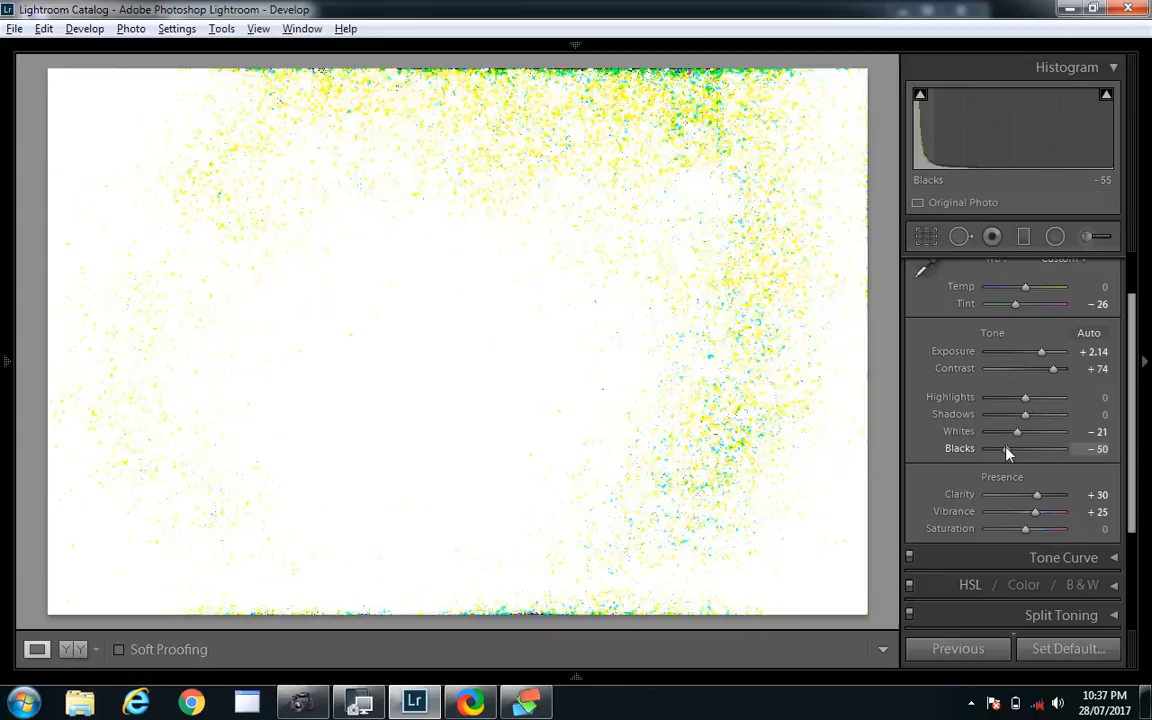 Lr Lightroom Catalog - Adobe Photoshop Lightroom - Develop
File Edit Develop Photo Settings Tools View Window Help
Histogram
Blacks - 55
Original Photo
Custom
Temp 0
Tint - 26
Tone Auto
Exposure + 2.14
Contrast + 74
Highlights 0
Shadows 0
Whites - 21
Blacks - 50
Presence
Clarity + 30
Vibrance + 25
Saturation 0
Tone Curve
HSL / Color / B & W
Split Toning
Y Y Soft Proofing
Previous Set Default...
Lr
10:37 PM
28/07/2017